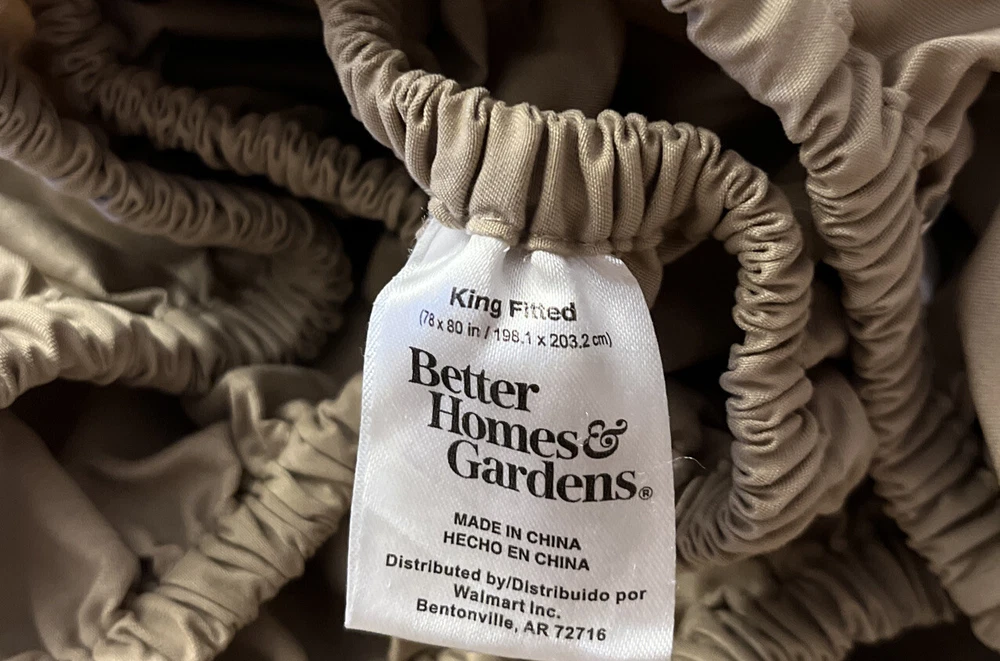 King Fitted
(78 x 80 in / 198.1 x 203.2 cm)
Better
Homes&
Gardens®
MADE IN CHINA
HECHO EN CHINA
Distributed by/Distribuido por
Walmart Inc.
Bentonville, AR 72716